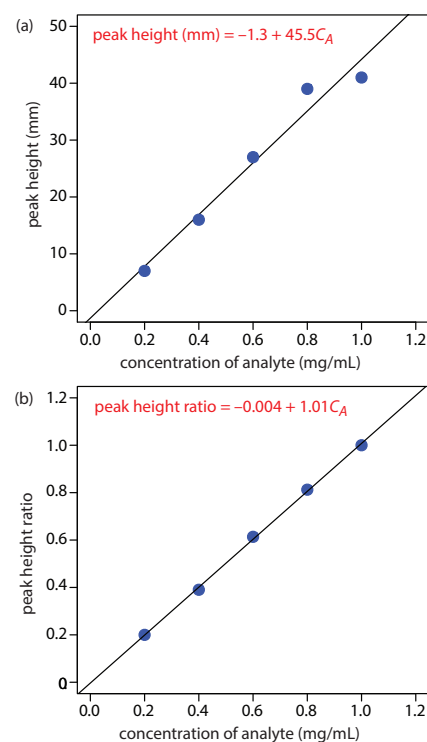 (a)
peak height (mm) = –1.3 + 45.5C_A
peak height (mm)
50
40
30
20
10
0
0.0 0.2 0.4 0.6 0.8 1.0 1.2
concentration of analyte (mg/mL)
(b)
peak height ratio = –0.004 + 1.01C_A
peak height ratio
1.2
1.0
0.8
0.6
0.4
0.2
0
0.0 0.2 0.4 0.6 0.8 1.0 1.2
concentration of analyte (mg/mL)